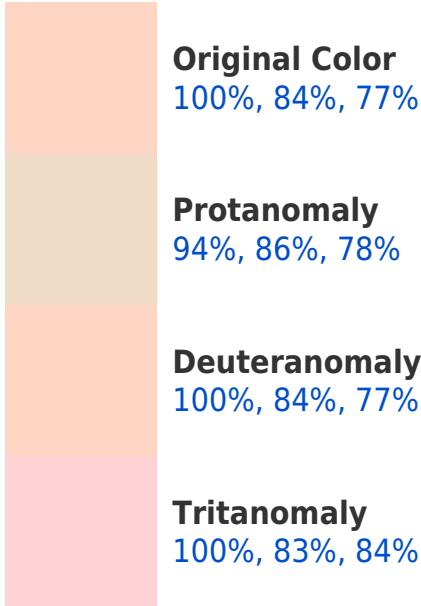 Original Color
100%, 84%, 77%
Protanomaly
94%, 86%, 78%
Deuteranomaly
100%, 84%, 77%
Tritanomaly
100%, 83%, 84%